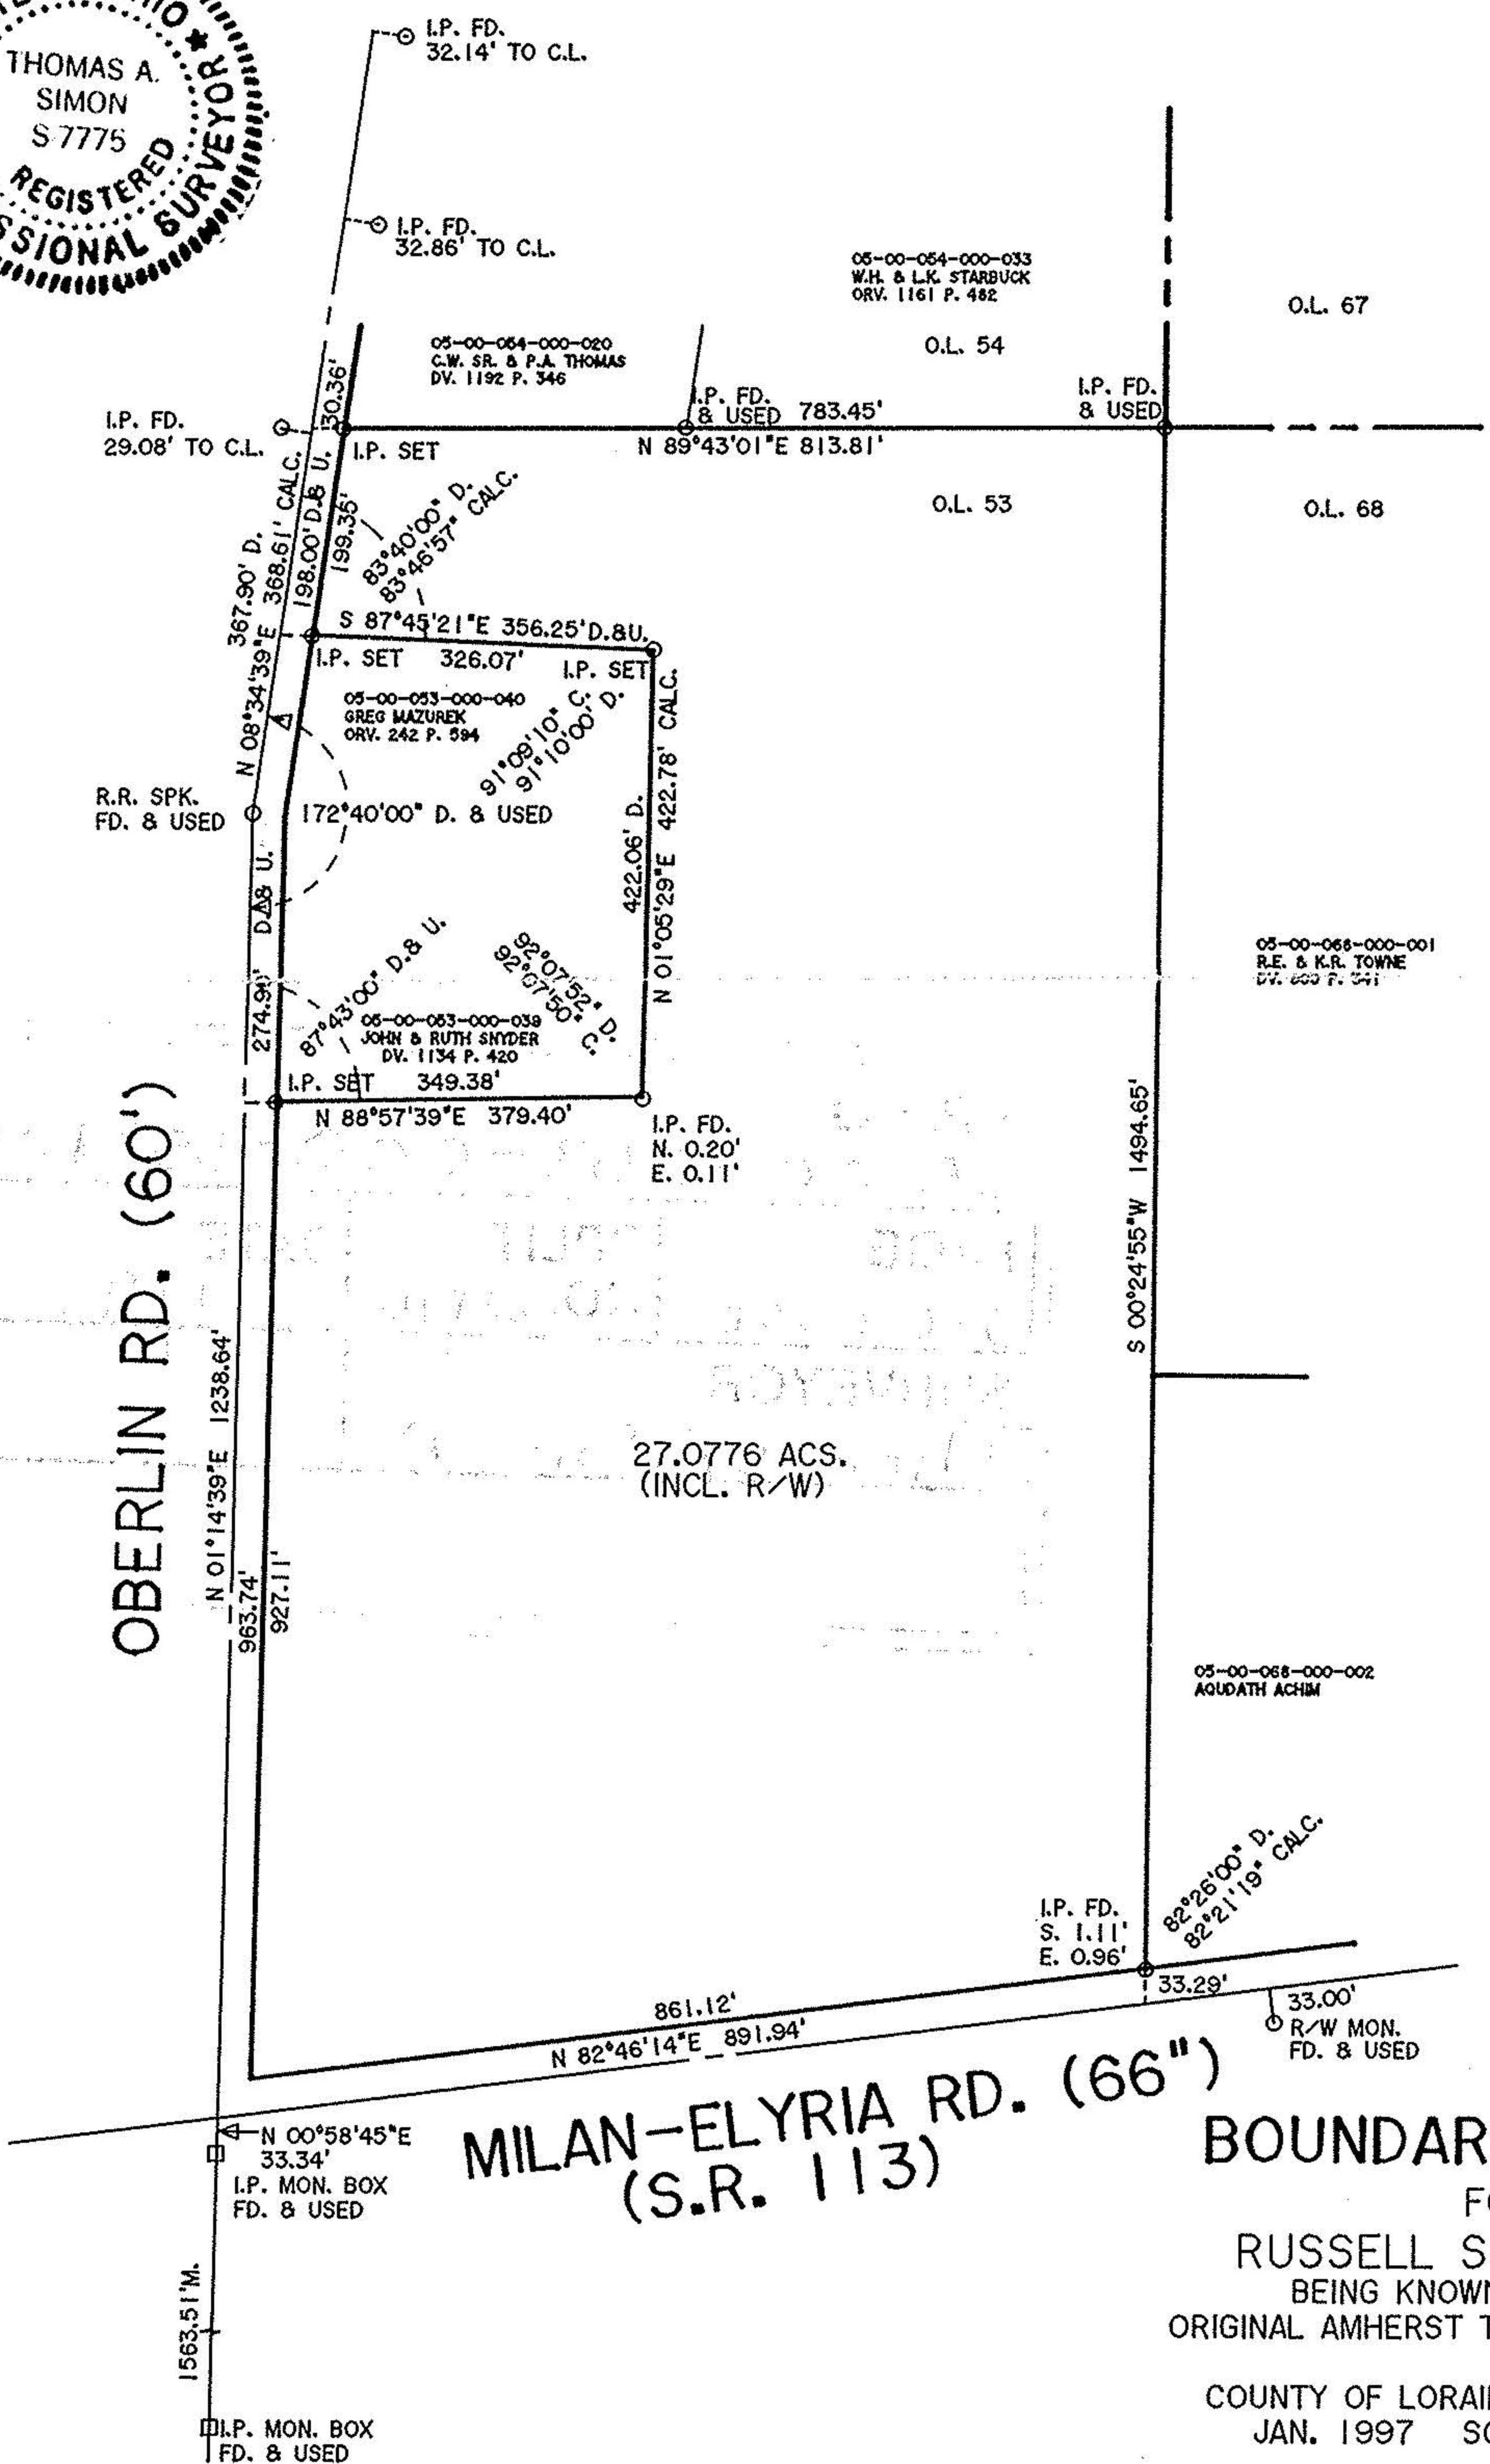 THOMAS A.
SIMON
S-7775
REGISTERED
SURVEYOR
I.P. FD.
32.14' TO C.L.
I.P. FD.
32.86' TO C.L.
05-00-054-000-033
W.H. & L.K. STARBUCK
ORV. 1161 P. 482
O.L. 67
05-00-054-000-020
C.W. SR. & P.A. THOMAS
DV. 1192 P. 346
O.L. 54
30.36'
I.P. FD.
29.08' TO C.L.
I.P. SET
I.P. FD.
& USED 783.45'
N 89°43'01"E 813.81'
I.P. FD.
& USED
O.L. 53
O.L. 68
367.90' D.
N 08°34'39"E 368.61' CALC.
198.00' D.& U.
199.35'
83°40'00" D.
83°46'57" CALC.
S 87°45'21"E 356.25'D.&U.
I.P. SET 326.07'
I.P. SET
05-00-053-000-040
GREG MAZUREK
ORV. 242 P. 594
91°09'10" C.
91°10'00" D.
422.06' D.
N 01°05'29"E 422.78' CALC.
R.R. SPK.
FD. & USED
172°40'00" D. & USED
274.90' D.& U.
87°43'00" D.& U.
92°07'52" D.
92°07'50" C.
05-00-053-000-039
JOHN & RUTH SNYDER
DV. 1134 P. 420
I.P. SET 349.38'
N 88°57'39"E 379.40'
I.P. FD.
N. 0.20'
E. 0.11'
05-00-068-000-001
R.E. & K.R. TOWNE
S 00°24'55"W 1494.65'
OBERLIN RD. (60')
N 01°14'39"E 1238.64'
963.74'
927.11'
27.0776 ACS.
(INCL. R/W)
05-00-068-000-002
AQUDATH ACHIM
I.P. FD.
S. 1.11'
E. 0.96'
82°26'00" D.
82°21'19" CALC.
33.29'
33.00'
R/W MON.
FD. & USED
861.12'
N 82°46'14"E 891.94'
MILAN-ELYRIA RD. (66")
(S.R. 113)
N 00°58'45"E
33.34'
I.P. MON. BOX
FD. & USED
1563.51'M.
I.P. MON. BOX
FD. & USED
BOUNDAR
RUSSELL S
BEING KNOWN
ORIGINAL AMHERST T
COUNTY OF LORAI
JAN. 1997